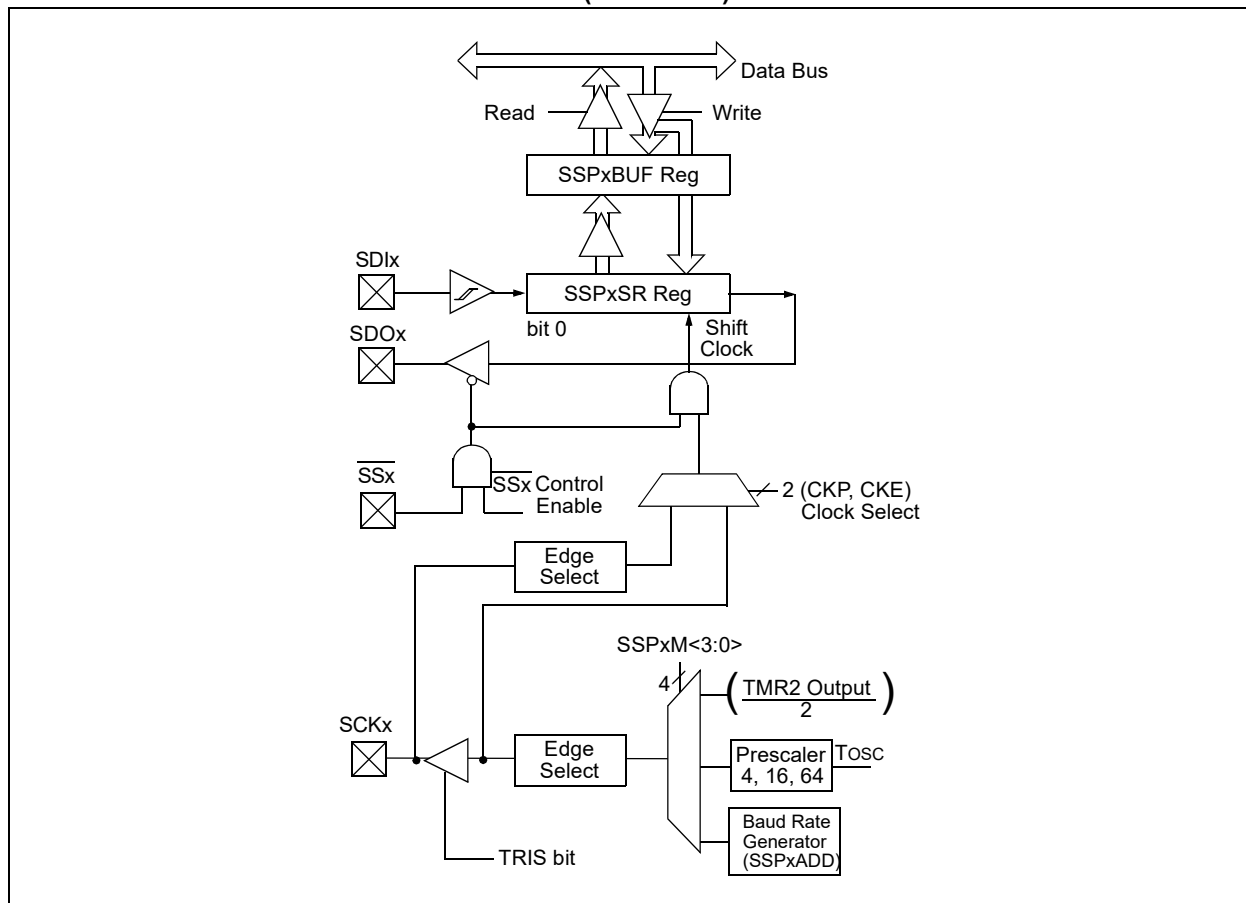 Data Bus
Read
Write
SSPxBUF Reg
SDIx
SSPxSR Reg
bit 0
Shift
Clock
SDOx
SSx
SSx Control
Enable
2 (CKP, CKE)
Clock Select
Edge
Select
SSPxM<3:0>
4
( TMR2 Output )
2
SCKx
Edge
Select
Prescaler
4, 16, 64
TOSC
Baud Rate
Generator
(SSPxADD)
TRIS bit